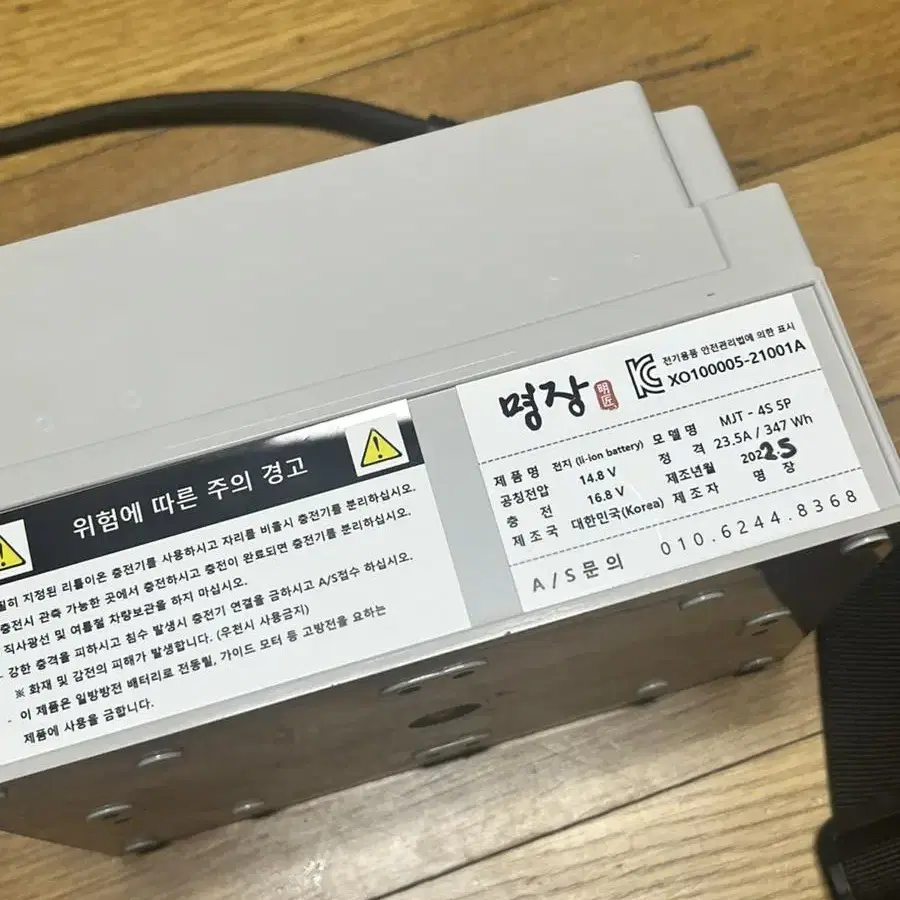 위험에 따른 주의 경고
필히 지정된 리튬이온 충전기를 사용하시고 자리를 비울시 충전기를 분리하십시오.
충전시 관측 가능한 곳에서 충전하시고 충전이 완료되면 충전기를 분리하십시오.
직사광선 및 여름철 차량보관을 하지 마십시오.
- 강한 충격을 피하시고 침수 발생시 충전기 연결을 금하시고 A/S접수 하십시오.
※ 화재 및 감전의 피해가 발생합니다. (우천시 사용금지)
- 이 제품은 일방방전 배터리로 전동릴, 가이드 모터 등 고방전을 요하는
제품에 사용을 금합니다.
명장 明匠
전기용품 안전관리법에 의한 표시
XO100005-21001A
제품명 전지 (li-ion battery) 모델명 MJT - 4S 5P
공칭전압 14.8 V 정격 23.5A / 347 Wh
충전 16.8 V 제조년월 202
제조국 대한민국(Korea) 제조자 명장
A/S문의 010.6244.8368